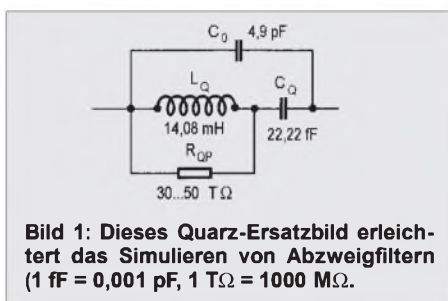 C0 4,9 pF
LQ
CQ
14,08 mH
22,22 fF
RQP
30...50 TΩ
Bild 1: Dieses Quarz-Ersatzbild erleich-
tert das Simulieren von Abzweigfiltern
(1 fF = 0,001 pF, 1 TΩ = 1000 MΩ.